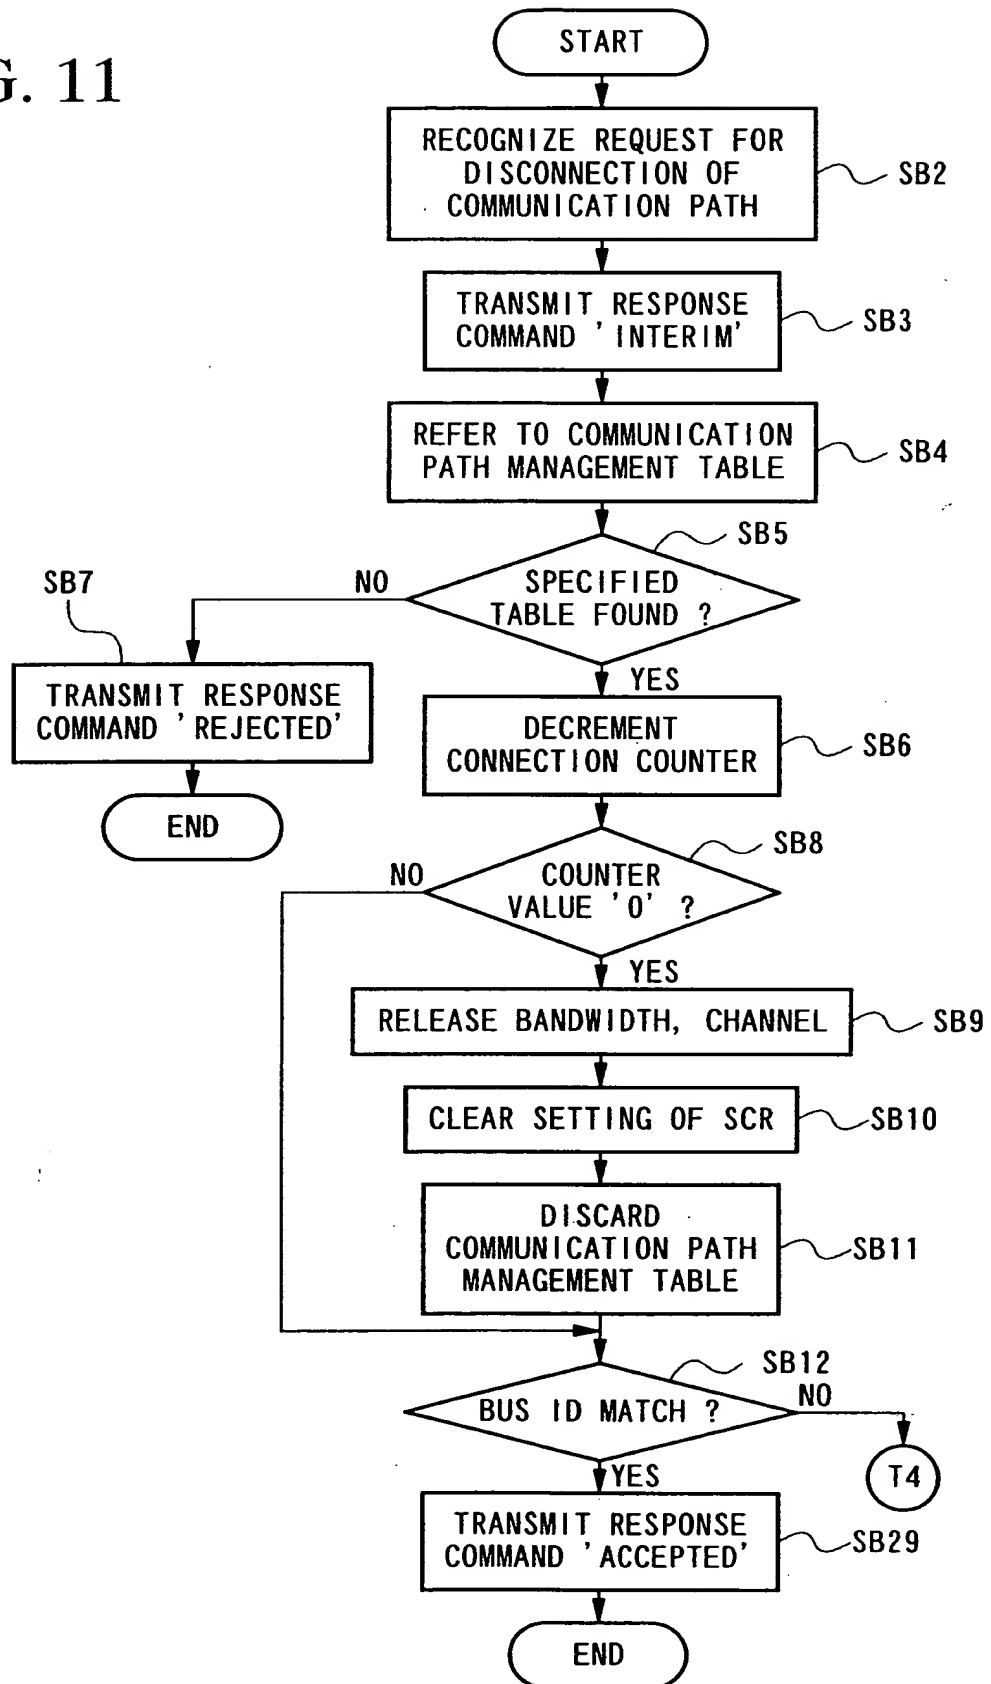 G. 11
START
RECOGNIZE REQUEST FOR
DISCONNECTION OF
COMMUNICATION PATH
SB2
TRANSMIT RESPONSE
COMMAND 'INTERIM'
SB3
REFER TO COMMUNICATION
PATH MANAGEMENT TABLE
SB4
SB5
SPECIFIED
TABLE FOUND ?
NO
YES
SB7
TRANSMIT RESPONSE
COMMAND 'REJECTED'
END
DECREMENT
CONNECTION COUNTER
SB6
SB8
COUNTER
VALUE '0' ?
NO
YES
RELEASE BANDWIDTH, CHANNEL
SB9
CLEAR SETTING OF SCR
SB10
DISCARD
COMMUNICATION PATH
MANAGEMENT TABLE
SB11
SB12
BUS ID MATCH ?
NO
T4
YES
TRANSMIT RESPONSE
COMMAND 'ACCEPTED'
SB29
END